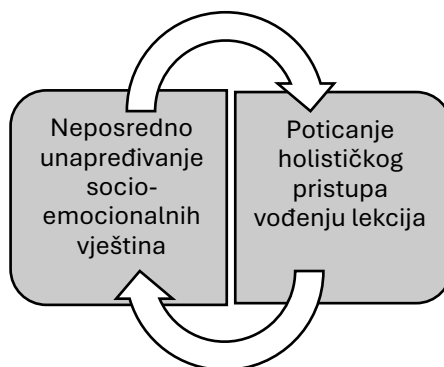 Neposredno
unapređivanje
socio-
emocionalnih
vještina
Poticanje
holističkog
pristupa
vođenju lekcija